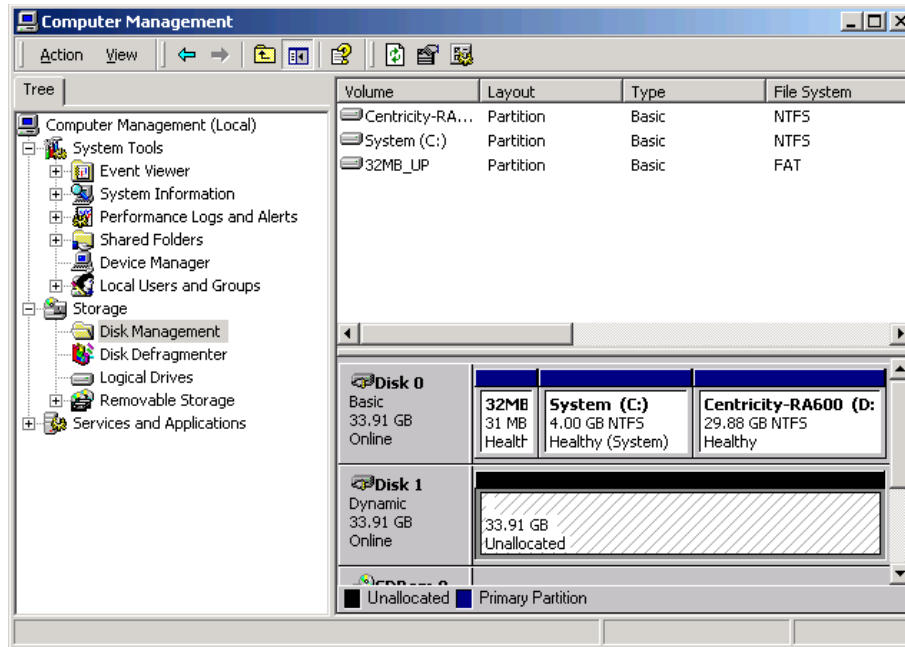 Computer Management
Action View
Tree
Computer Management (Local)
System Tools
Event Viewer
System Information
Performance Logs and Alerts
Shared Folders
Device Manager
Local Users and Groups
Storage
Disk Management
Disk Defragmenter
Logical Drives
Removable Storage
Services and Applications
Volume Layout Type File System
Centricity-RA... Partition Basic NTFS
System (C:) Partition Basic NTFS
32MB_UP Partition Basic FAT
Disk 0
Basic
33.91 GB
Online
32MB
31 MB
Healt
System (C:)
4.00 GB NTFS
Healthy (System)
Centricity-RA600 (D:
29.88 GB NTFS
Healthy
Disk 1
Dynamic
33.91 GB
Online
33.91 GB
Unallocated
Unallocated Primary Partition